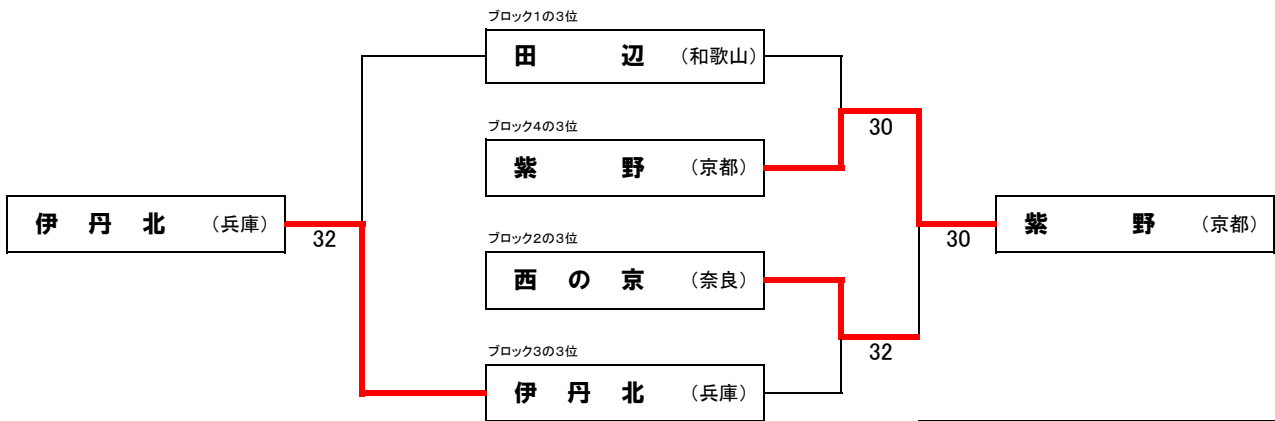 ブロック1の3位
田辺 (和歌山)
30
ブロック4の3位
紫野 (京都)
伊丹北 (兵庫)
32
ブロック2の3位
西の京 (奈良)
30
紫野 (京都)
ブロック3の3位
32
伊丹北 (兵庫)